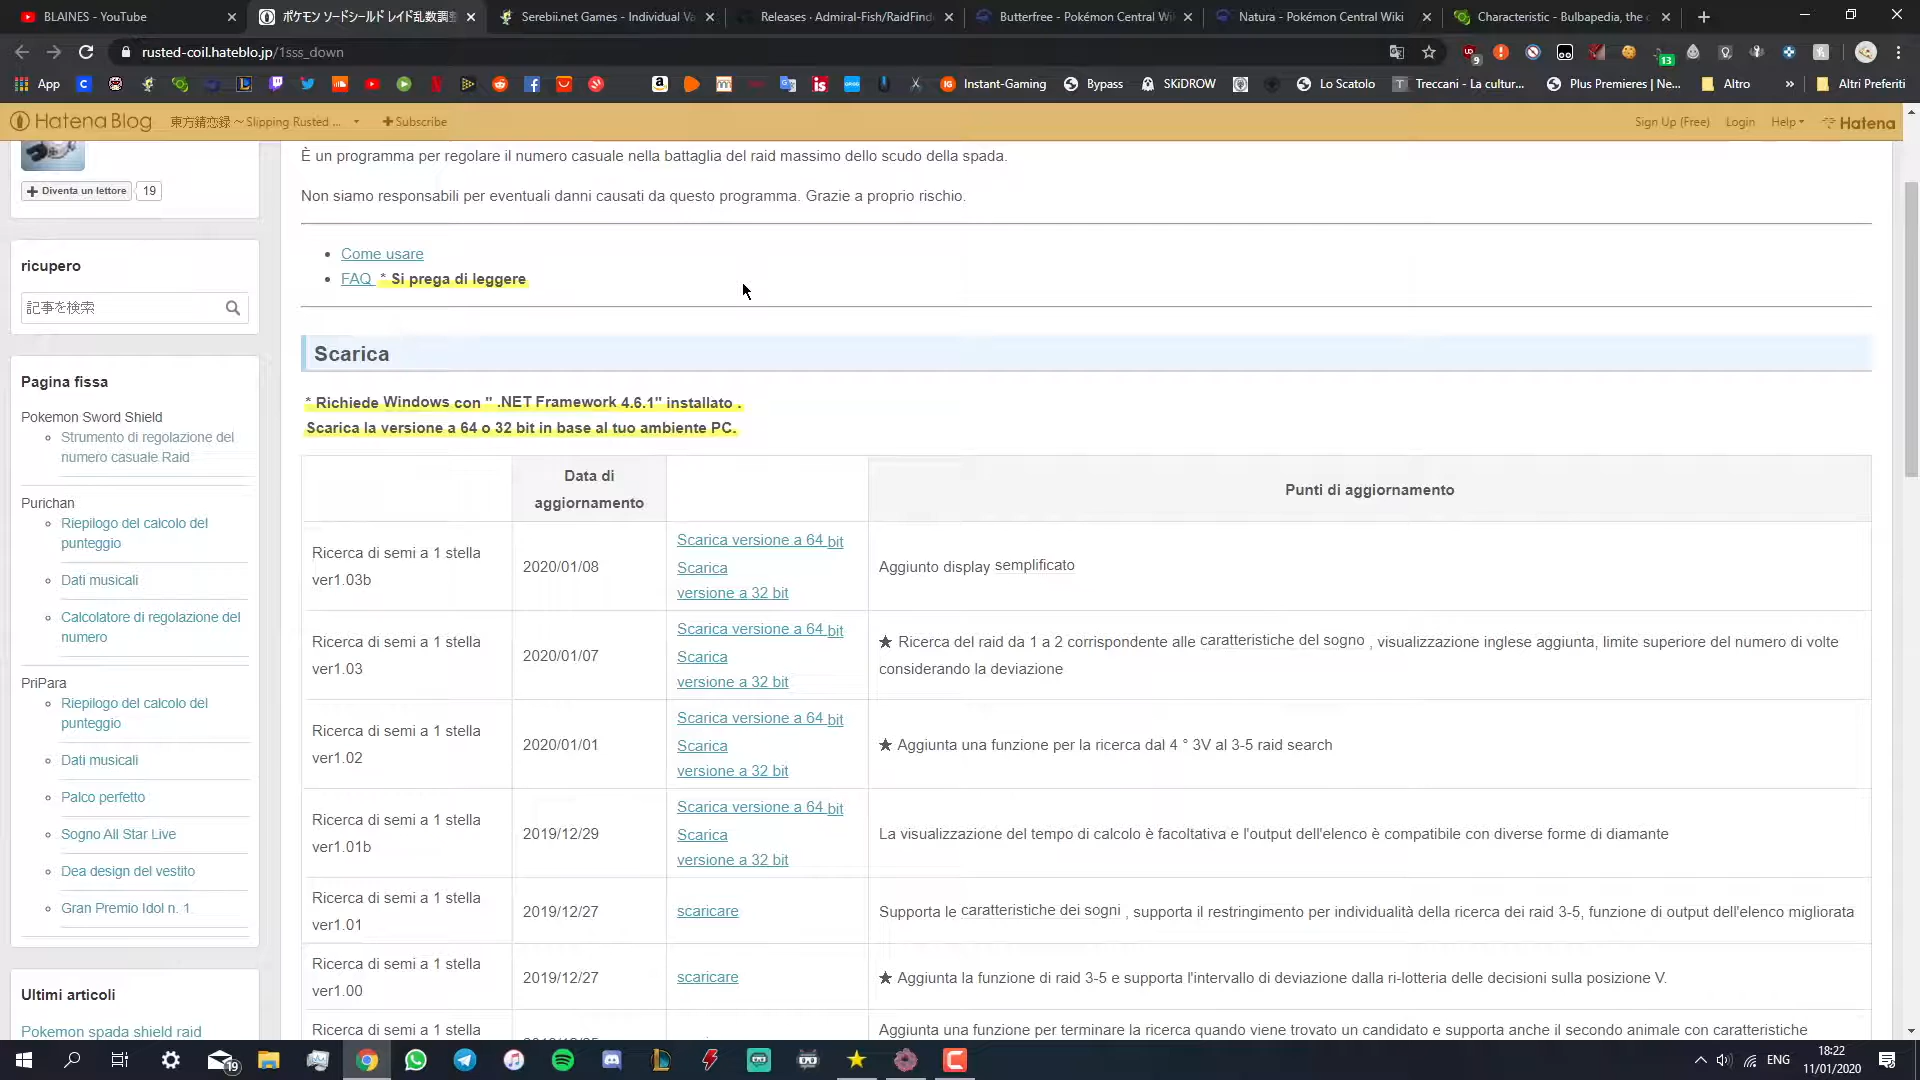 BLAINES - YouTube
ポケモン ソードシールド レイド乱数調整
Serebii.net Games - Individual Va
Releases · Admiral-Fish/RaidFinde
Butterfree - Pokémon Central Wi
Natura - Pokémon Central Wiki
Characteristic - Bulbapedia, the c
rusted-coil.hateblo.jp/1sss_down
9
13
App
Instant-Gaming
Bypass
SKiDROW
Lo Scatolo
Treccani - La cultur...
Plus Premieres | Ne...
Altro
»
Altri Preferiti
Hatena Blog
東方錆恋録 ～ Slipping Rusted ...
Subscribe
Sign Up (Free)
Login
Help
Hatena
Diventa un lettore
19
ricupero
記事を検索
Pagina fissa
Pokemon Sword Shield
Strumento di regolazione del
numero casuale Raid
Purichan
Riepilogo del calcolo del
punteggio
Dati musicali
Calcolatore di regolazione del
numero
PriPara
Riepilogo del calcolo del
punteggio
Dati musicali
Palco perfetto
Sogno All Star Live
Dea design del vestito
Gran Premio Idol n. 1
Ultimi articoli
Pokemon spada shield raid
È un programma per regolare il numero casuale nella battaglia del raid massimo dello scudo della spada.
Non siamo responsabili per eventuali danni causati da questo programma. Grazie a proprio rischio.
Come usare
FAQ * Si prega di leggere
Scarica
* Richiede Windows con " .NET Framework 4.6.1" installato .
Scarica la versione a 64 o 32 bit in base al tuo ambiente PC.
Data di
aggiornamento
Punti di aggiornamento
Ricerca di semi a 1 stella
ver1.03b
2020/01/08
Scarica versione a 64 bit
Scarica
versione a 32 bit
Aggiunto display semplificato
Ricerca di semi a 1 stella
ver1.03
2020/01/07
Scarica versione a 64 bit
Scarica
versione a 32 bit
★ Ricerca del raid da 1 a 2 corrispondente alle caratteristiche del sogno , visualizzazione inglese aggiunta, limite superiore del numero di volte
considerando la deviazione
Ricerca di semi a 1 stella
ver1.02
2020/01/01
Scarica versione a 64 bit
Scarica
versione a 32 bit
★ Aggiunta una funzione per la ricerca dal 4 ° 3V al 3-5 raid search
Ricerca di semi a 1 stella
ver1.01b
2019/12/29
Scarica versione a 64 bit
Scarica
versione a 32 bit
La visualizzazione del tempo di calcolo è facoltativa e l'output dell'elenco è compatibile con diverse forme di diamante
Ricerca di semi a 1 stella
ver1.01
2019/12/27
scaricare
Supporta le caratteristiche dei sogni , supporta il restringimento per individualità della ricerca dei raid 3-5, funzione di output dell'elenco migliorata
Ricerca di semi a 1 stella
ver1.00
2019/12/27
scaricare
★ Aggiunta la funzione di raid 3-5 e supporta l'intervallo di deviazione dalla ri-lotteria delle decisioni sulla posizione V.
Ricerca di semi a 1 stella
Aggiunta una funzione per terminare la ricerca quando viene trovato un candidato e supporta anche il secondo animale con caratteristiche
19
ENG
18:22
11/01/2020